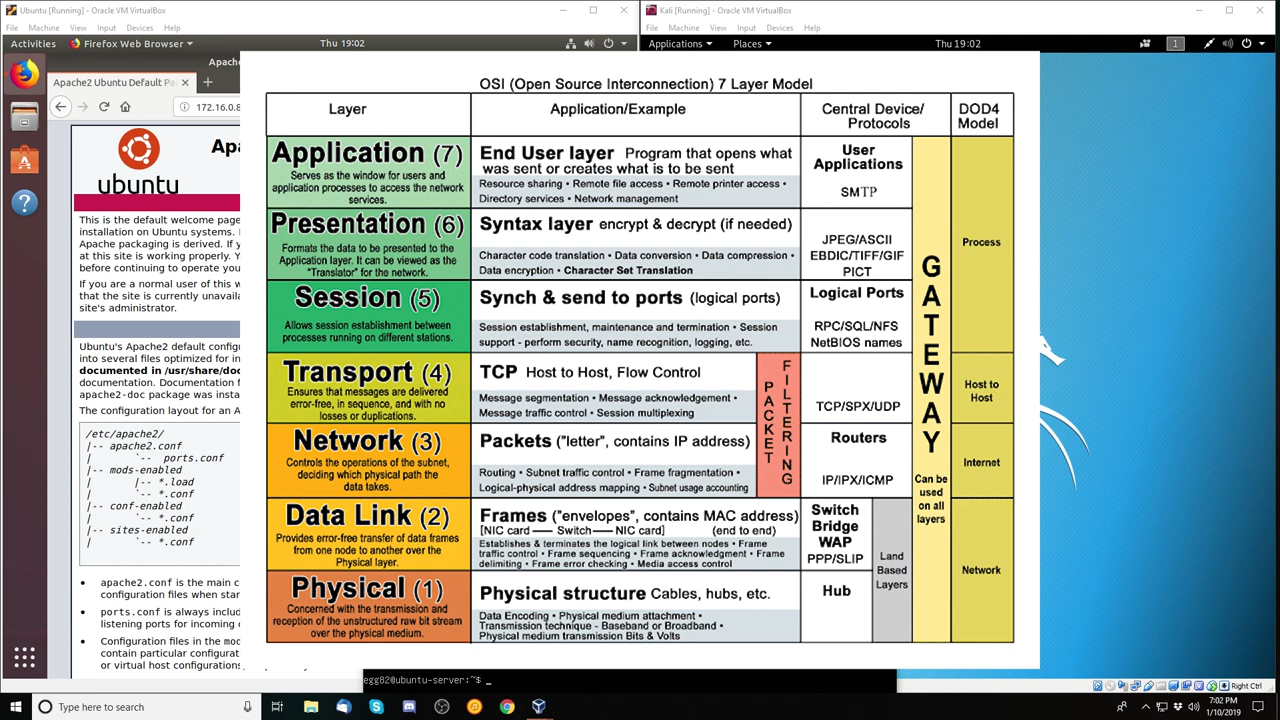 Ubuntu [Running] - Oracle VM VirtualBox
File Machine View Input Devices Help
Activities Firefox Web Browser Thu 19:02
Apache2 Ubuntu Default Pa
172.16.0.8
Ap
ubuntu
This is the default welcome page
installation on Ubuntu systems.
Apache packaging is derived. If y
at this site is working properly. Y
before continuing to operate you
If you are a normal user of this w
that the site is currently unavaila
site's administrator.
Ubuntu's Apache2 default config
into several files optimized for in
documented in /usr/share/doc
documentation. Documentation f
apache2-doc package was insta
The configuration layout for an A
/etc/apache2/
|-- apache2.conf
| `-- ports.conf
|-- mods-enabled
| |-- *.load
| `-- *.conf
|-- conf-enabled
| `-- *.conf
|-- sites-enabled
| `-- *.conf
• apache2.conf is the main c
configuration files when star
• ports.conf is always includ
listening ports for incoming c
• Configuration files in the mod
contain particular configurat
or virtual host configurations
Kali [Running] - Oracle VM VirtualBox
File Machine View Input Devices Help
Applications Places Thu 19:02 1
OSI (Open Source Interconnection) 7 Layer Model
Layer
Application/Example
Central Device/
Protocols
DOD4
Model
Application (7)
Serves as the window for users and
application processes to access the network
services.
End User layer Program that opens what
was sent or creates what is to be sent
Resource sharing • Remote file access • Remote printer access •
Directory services • Network management
User
Applications
SMTP
Presentation (6)
Formats the data to be presented to the
Application layer. It can be viewed as the
"Translator" for the network.
Syntax layer encrypt & decrypt (if needed)
Character code translation • Data conversion • Data compression •
Data encryption • Character Set Translation
JPEG/ASCII
EBDIC/TIFF/GIF
PICT
Process
Session (5)
Allows session establishment between
processes running on different stations.
Synch & send to ports (logical ports)
Session establishment, maintenance and termination • Session
support - perform security, name recognition, logging, etc.
Logical Ports
RPC/SQL/NFS
NetBIOS names
Transport (4)
Ensures that messages are delivered
error-free, in sequence, and with no
losses or duplications.
TCP Host to Host, Flow Control
Message segmentation • Message acknowledgement •
Message traffic control • Session multiplexing
PACKET
FILTERING
TCP/SPX/UDP
Host to
Host
Network (3)
Controls the operations of the subnet,
deciding which physical path the
data takes.
Packets ("letter", contains IP address)
Routing • Subnet traffic control • Frame fragmentation •
Logical-physical address mapping • Subnet usage accounting
Routers
IP/IPX/ICMP
Internet
GATEWAY
Can be
used
on all
layers
Data Link (2)
Provides error-free transfer of data frames
from one node to another over the
Physical layer.
Frames ("envelopes", contains MAC address)
[NIC card — Switch — NIC card] (end to end)
Establishes & terminates the logical link between nodes • Frame
traffic control • Frame sequencing • Frame acknowledgment • Frame
delimiting • Frame error checking • Media access control
Switch
Bridge
WAP
PPP/SLIP
Land
Based
Layers
Network
Physical (1)
Concerned with the transmission and
reception of the unstructured raw bit stream
over the physical medium.
Physical structure Cables, hubs, etc.
Data Encoding • Physical medium attachment •
Transmission technique - Baseband or Broadband •
Physical medium transmission Bits & Volts
Hub
egg82@ubuntu-server:~$ _
Right Ctrl
Type here to search
7:02 PM
1/10/2019